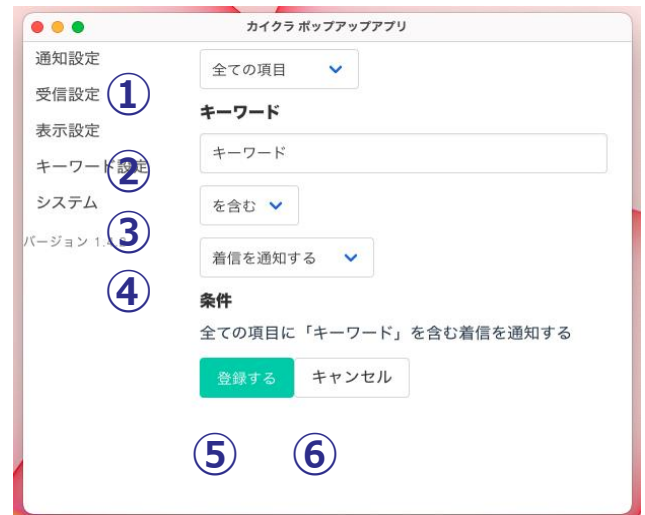 カイクラ ポップアップアプリ
通知設定
受信設定
表示設定
キーワード設定
システム
バージョン 1.4.
①
②
③
④
全ての項目
キーワード
キーワード
を含む
着信を通知する
条件
全ての項目に「キーワード」を含む着信を通知する
登録する
キャンセル
⑤
⑥